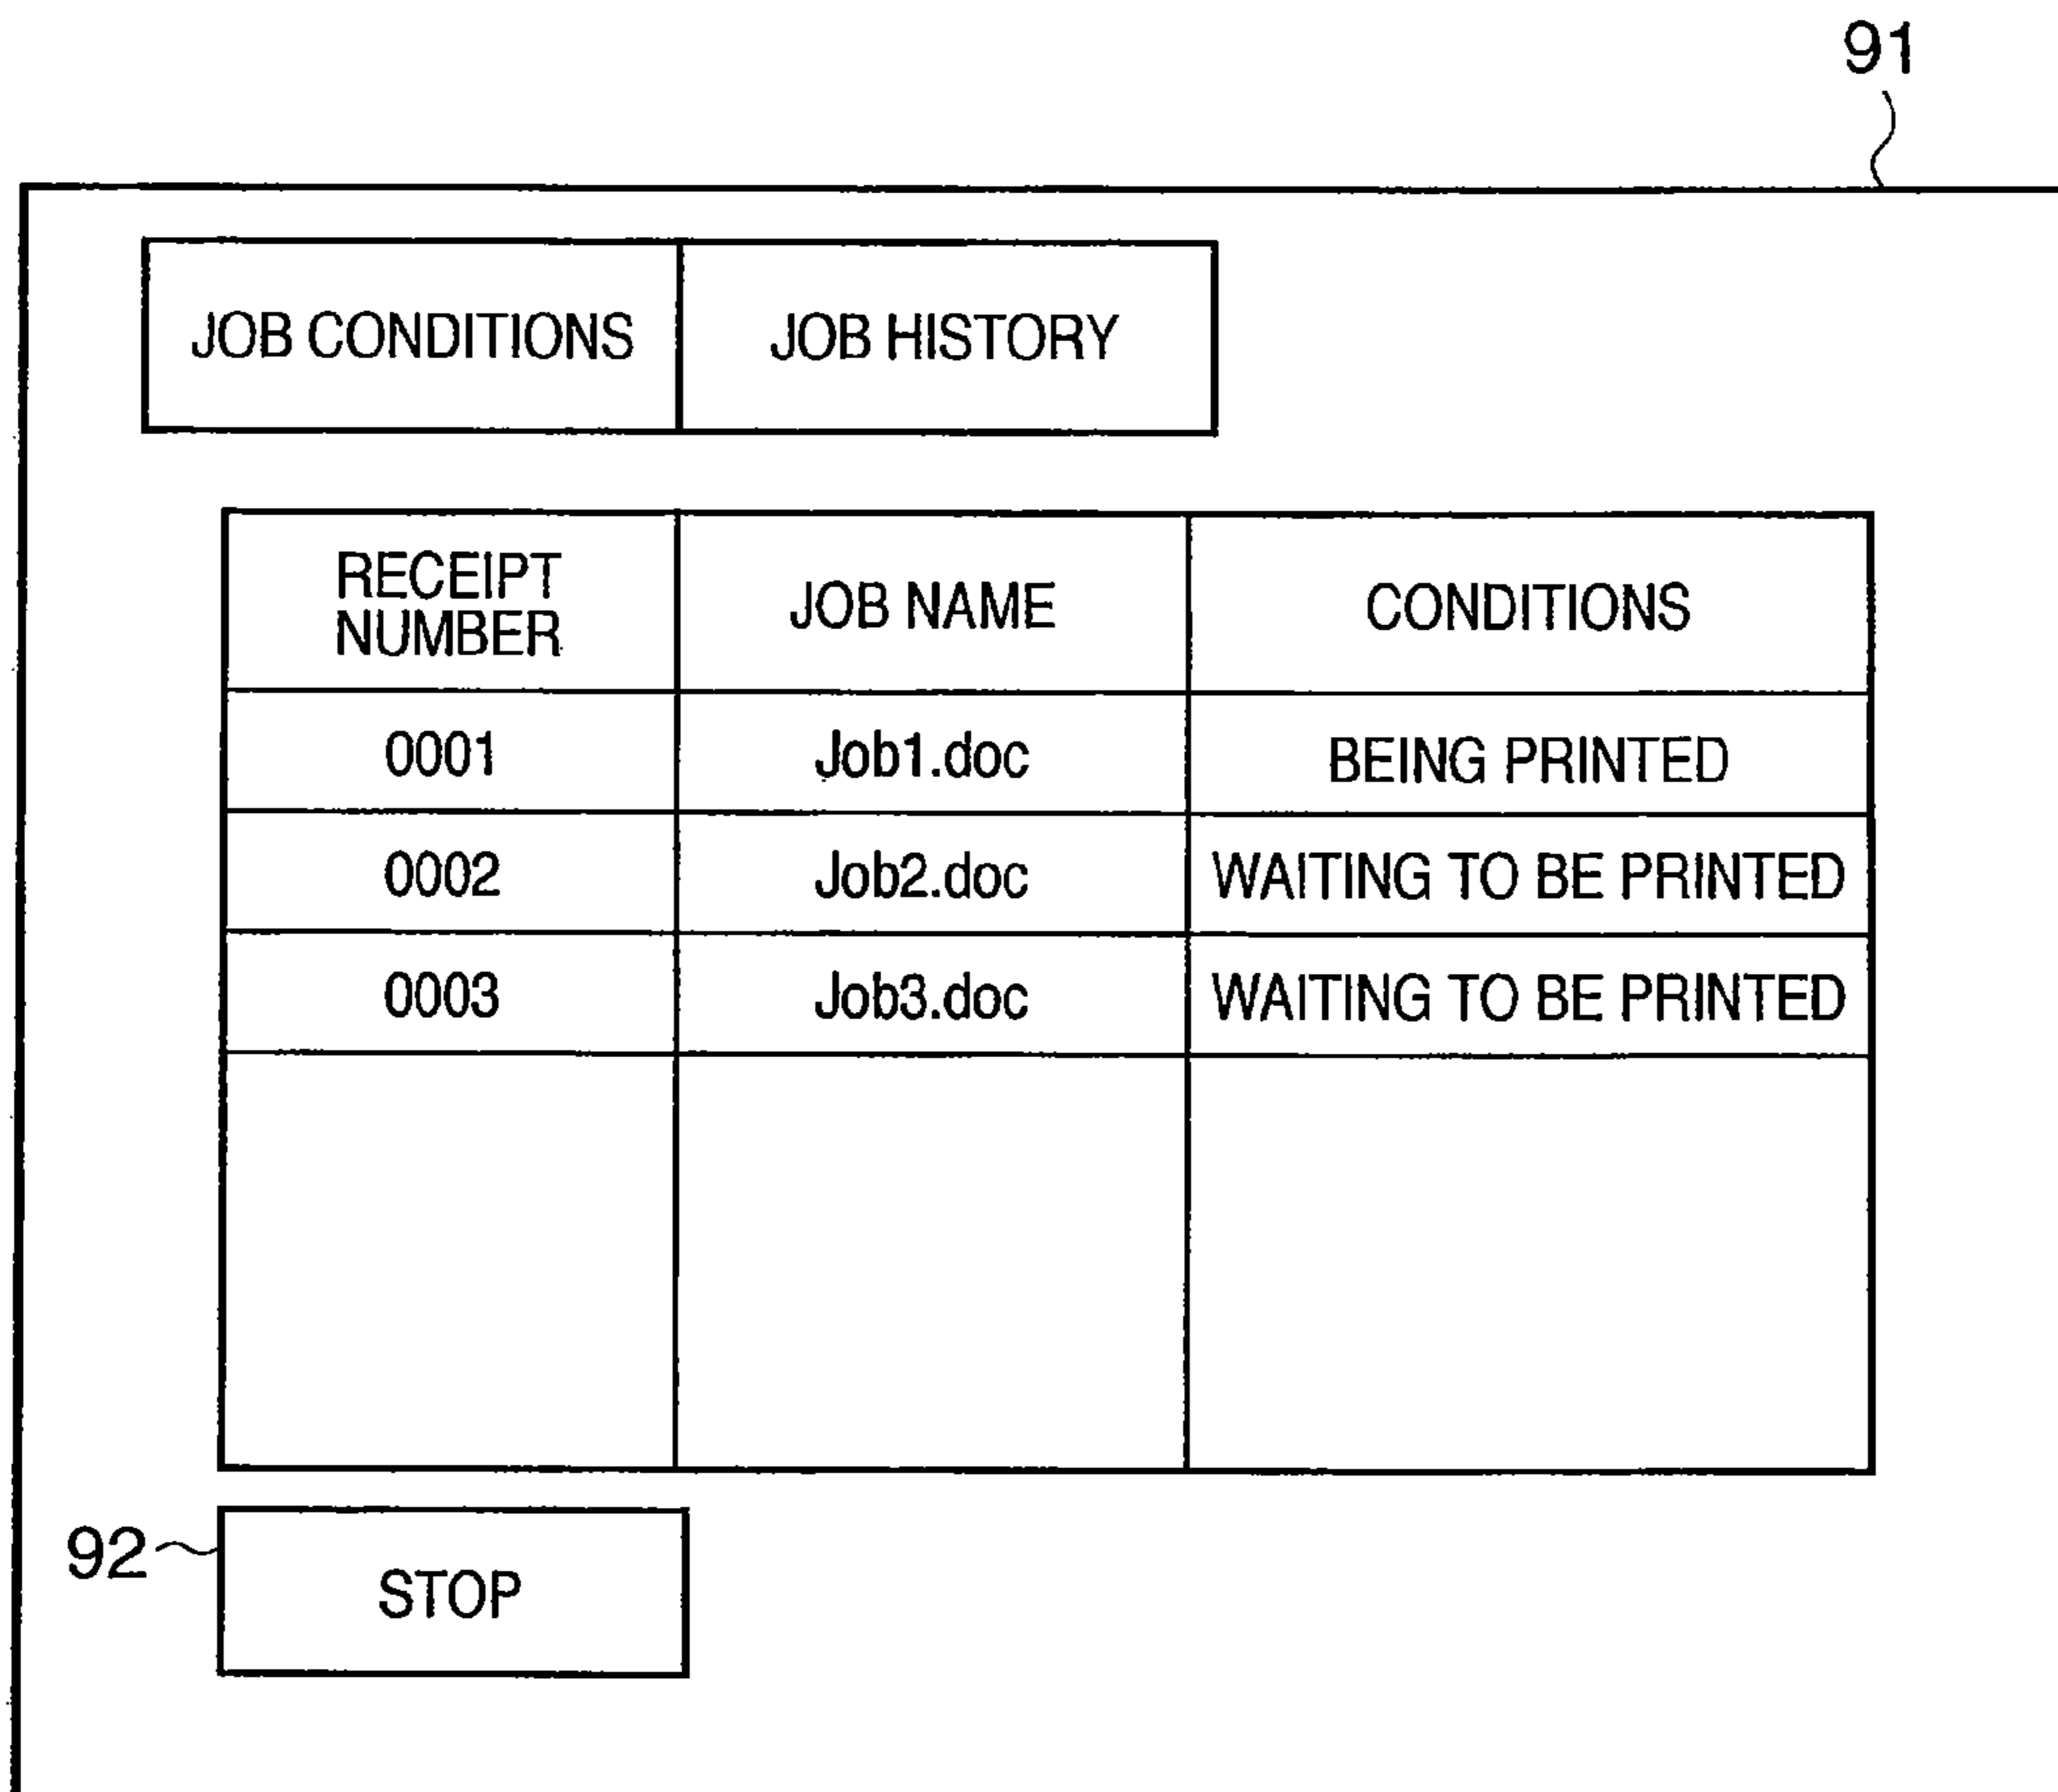 91
JOB CONDITIONS JOB HISTORY
RECEIPT
NUMBER JOB NAME CONDITIONS
0001 Job1.doc BEING PRINTED
0002 Job2.doc WAITING TO BE PRINTED
0003 Job3.doc WAITING TO BE PRINTED
92 STOP